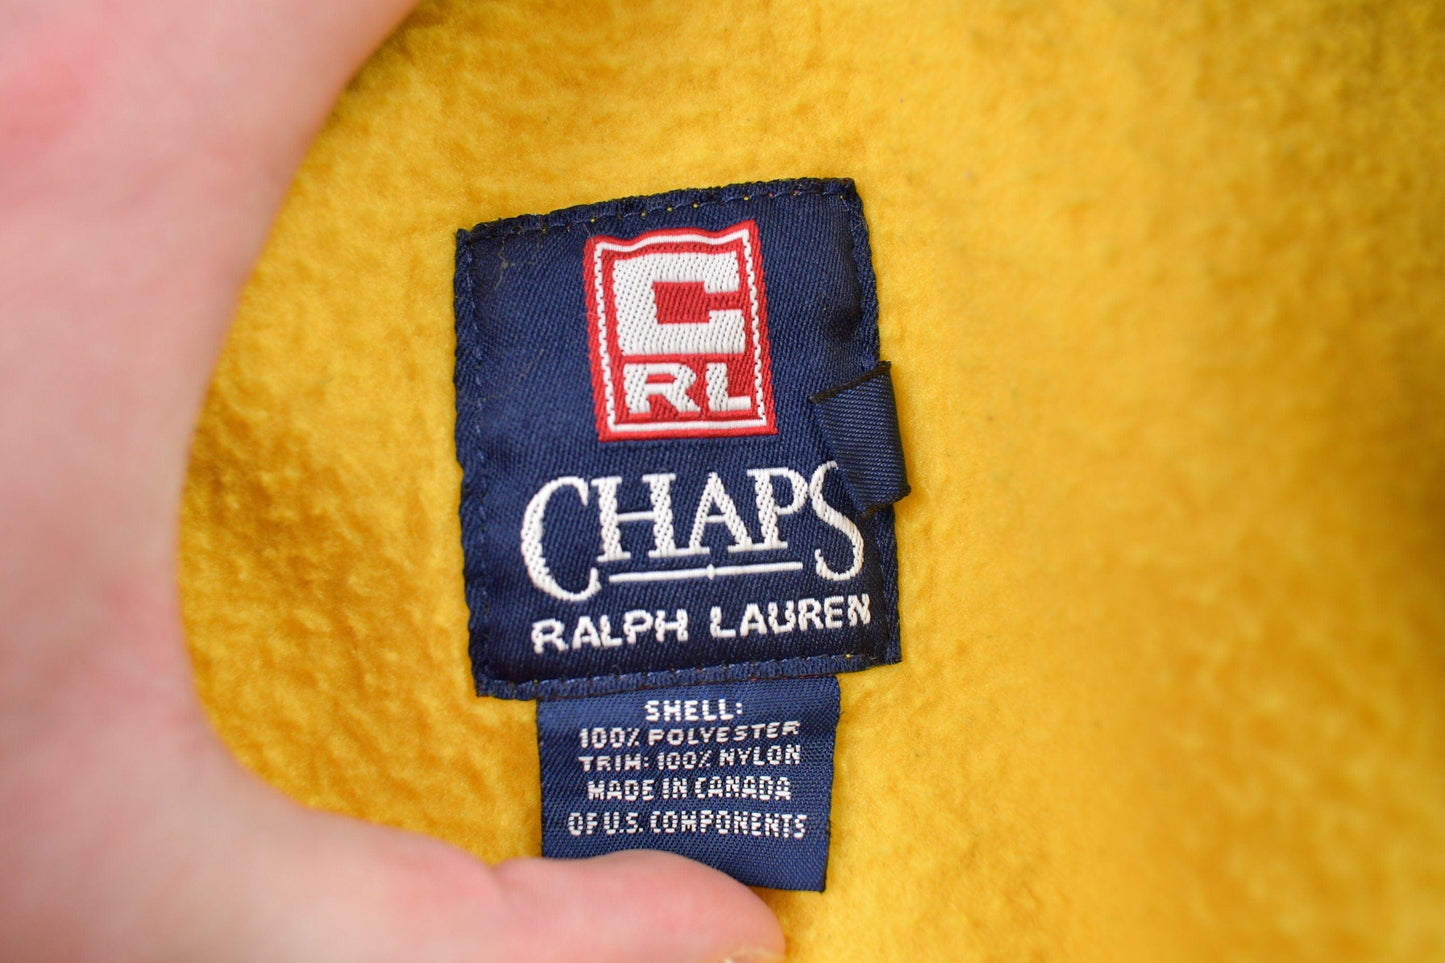 C
RL
CHAPS
RALPH LAUREN
SHELL:
100% POLYESTER
TRIM: 100% NYLON
MADE IN CANADA
OF U.S. COMPONENTS